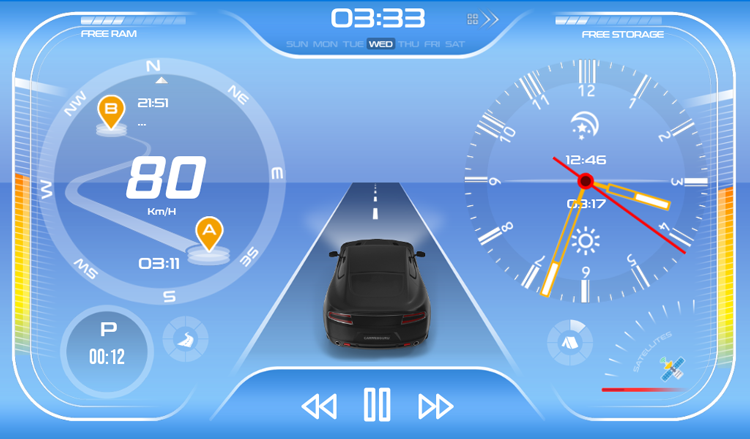 03:33
FREE RAM
FREE STORAGE
SUN MON TUE WED THU FRI SAT
N
NE
E
SE
S
SW
W
NW
B
21:51
...
80
Km/H
A
03:11
P
00:12
12
1
2
3
4
5
6
7
8
9
10
11
12:46
03:17
SATELLITES